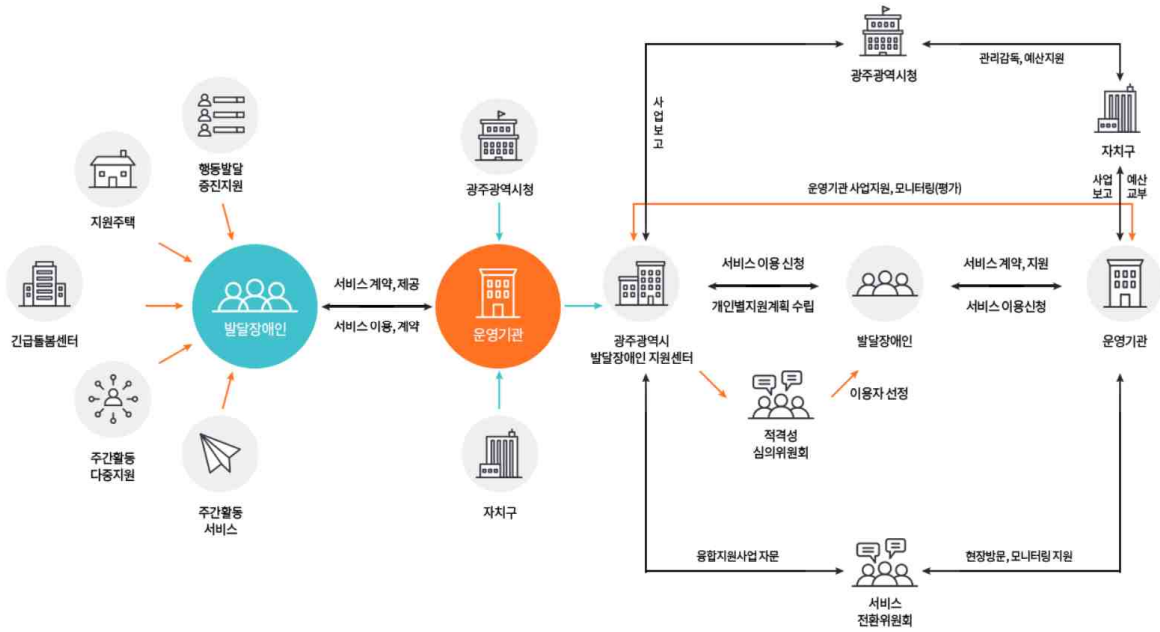 행동발달
증진지원
지원주택
긴급돌봄센터
주간활동
다중지원
주간활동
서비스
발달장애인
서비스 계약, 제공
서비스 이용, 계약
광주광역시청
운영기관
자치구
광주광역시청
관리감독, 예산지원
자치구
사업보고
사업
보고
예산
교부
운영기관 사업지원, 모니터링(평가)
광주광역시
발달장애인 지원센터
서비스 이용 신청
개인별지원계획 수립
발달장애인
서비스 계약, 지원
서비스 이용신청
운영기관
적격성
심의위원회
이용자 선정
융합지원사업 자문
서비스
전환위원회
현장방문, 모니터링 지원